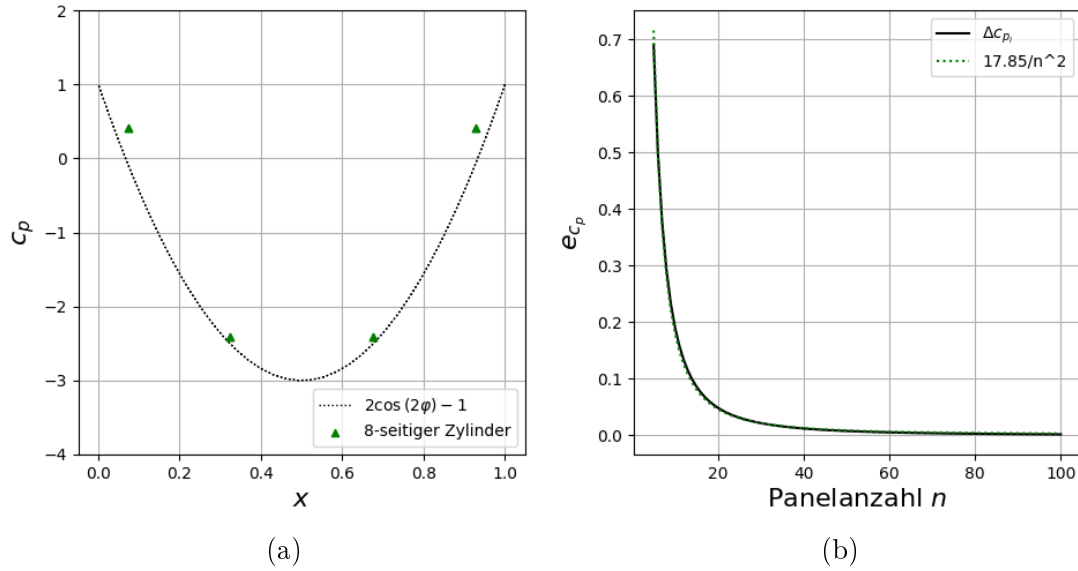 2
1
0
−1
−2
−3
−4
0.0 0.2 0.4 0.6 0.8 1.0
c_p
x
2cos (2φ) − 1
8-seitiger Zylinder
(a)
0.7
0.6
0.5
0.4
0.3
0.2
0.1
0.0
20 40 60 80 100
e_{c_p}
Panelanzahl n
Δc_{p_i}
17.85/n^2
(b)